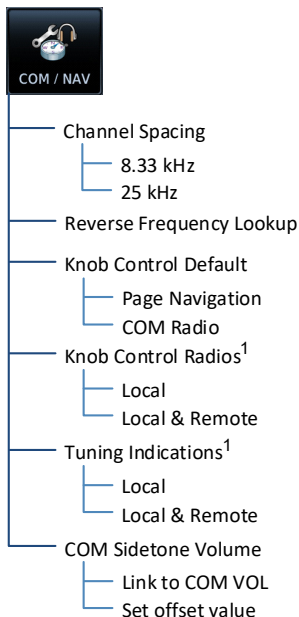 COM / NAV
Channel Spacing
8.33 kHz
25 kHz
Reverse Frequency Lookup
Knob Control Default
Page Navigation
COM Radio
Knob Control Radios1
Local
Local & Remote
Tuning Indications1
Local
Local & Remote
COM Sidetone Volume
Link to COM VOL
Set offset value